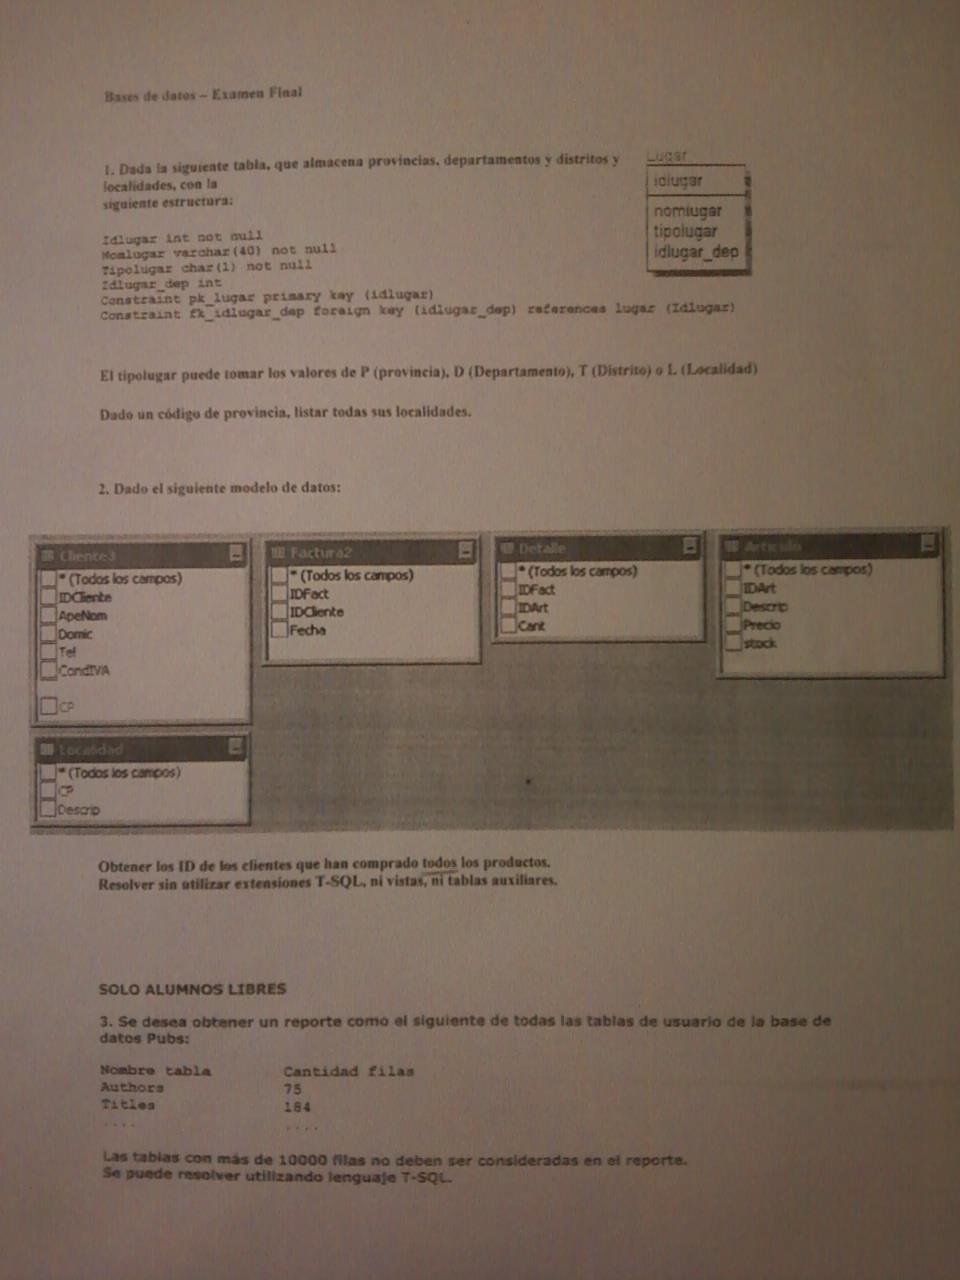 Bases de datos – Examen Final
1. Dada la siguiente tabla, que almacena provincias, departamentos y distritos y
localidades, con la
siguiente estructura:
Lugar
idlugar
nomlugar
tipolugar
idlugar_dep
Idlugar int not null
Nomlugar varchar(40) not null
Tipolugar char(1) not null
Idlugar_dep int
Constraint pk_lugar primary key (idlugar)
Constraint fk_idlugar_dep foreign key (idlugar_dep) references lugar (Idlugar)
El tipolugar puede tomar los valores de P (provincia), D (Departamento), T (Distrito) o L (Localidad)
Dado un código de provincia, listar todas sus localidades.
2. Dado el siguiente modelo de datos:
Cliente3
* (Todos los campos)
IDCliente
ApeNom
Domic
Tel
CondIVA
CP
Factura2
* (Todos los campos)
IDFact
IDCliente
Fecha
Detalle
* (Todos los campos)
IDFact
IDArt
Cant
Articulo
* (Todos los campos)
IDArt
Descrip
Precio
stock
Localidad
* (Todos los campos)
CP
Descrip
Obtener los ID de los clientes que han comprado todos los productos.
Resolver sin utilizar extensiones T-SQL, ni vistas, ni tablas auxiliares.
SOLO ALUMNOS LIBRES
3. Se desea obtener un reporte como el siguiente de todas las tablas de usuario de la base de
datos Pubs:
Nombre tabla Cantidad filas
Authors 75
Titles 184
.... ....
Las tablas con más de 10000 filas no deben ser consideradas en el reporte.
Se puede resolver utilizando lenguaje T-SQL.